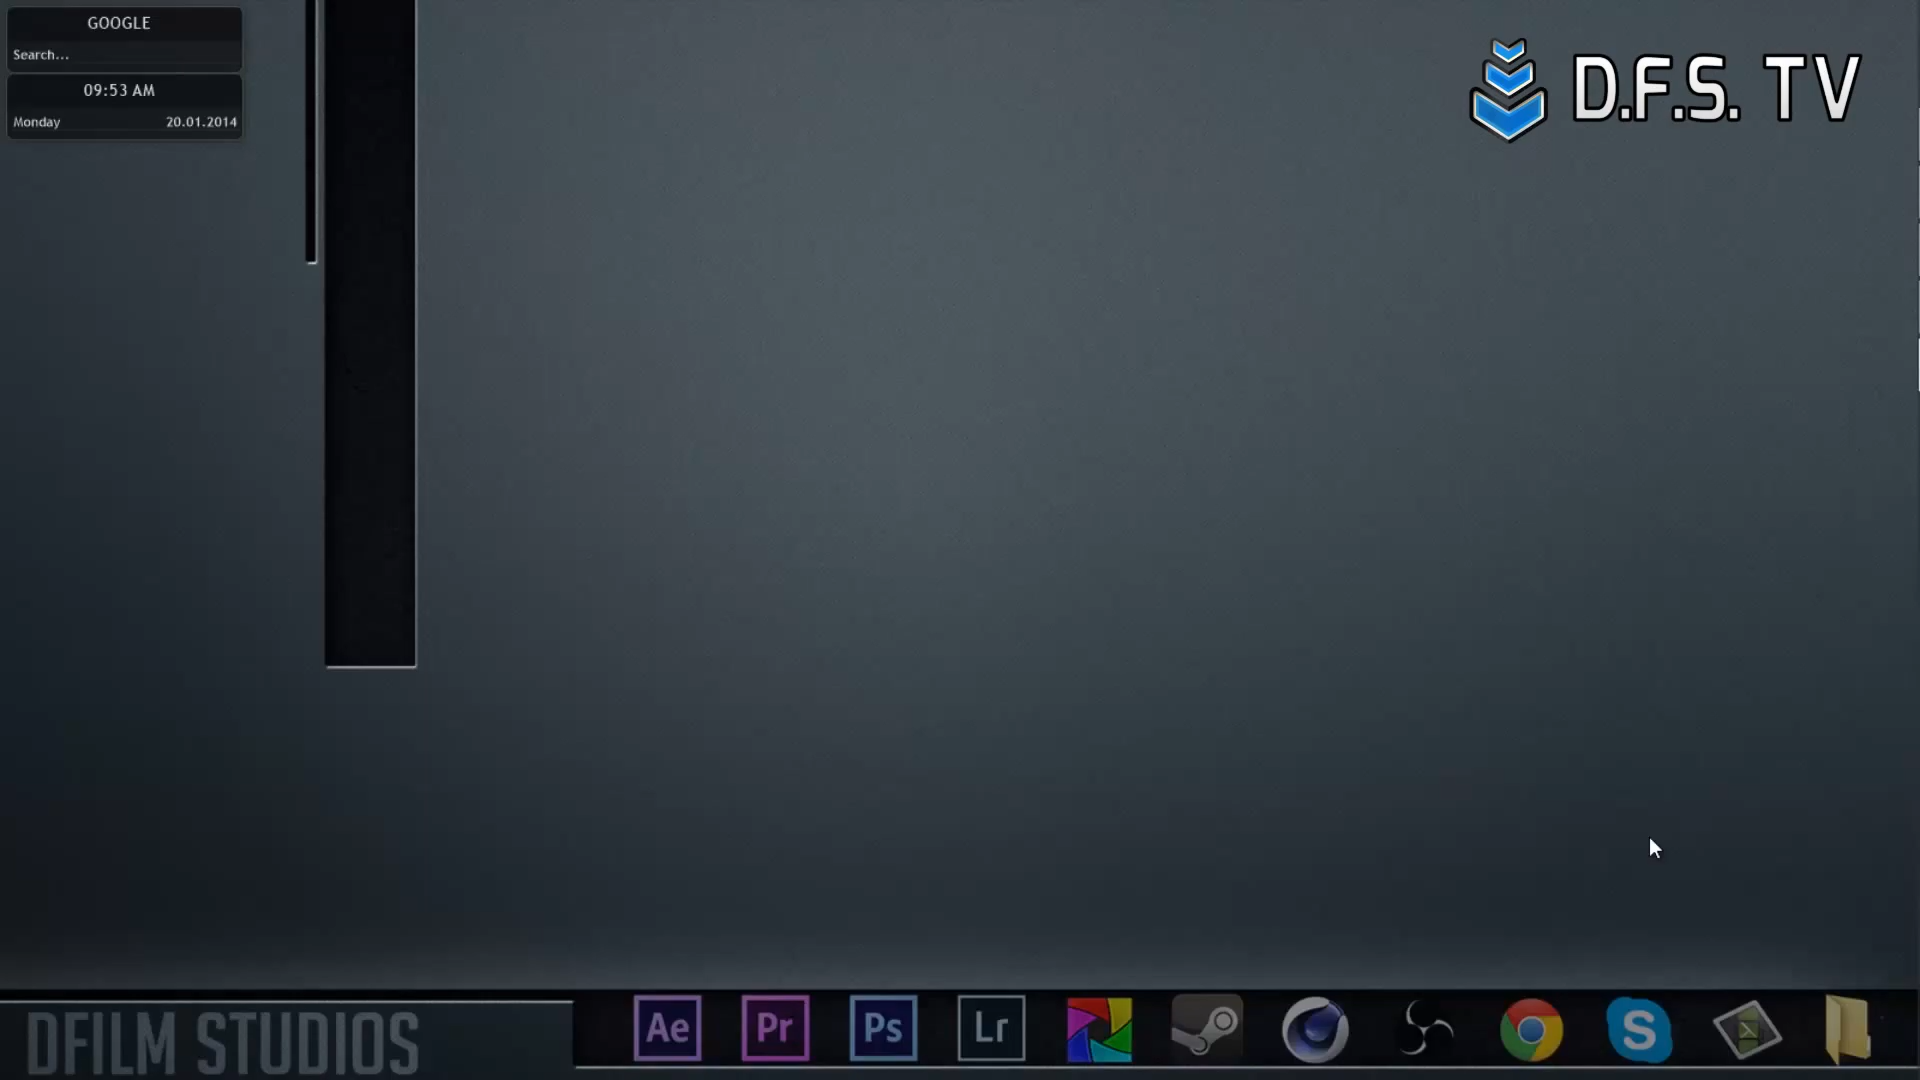 GOOGLE
Search...
09:53 AM
Monday 20.01.2014
D.F.S. TV
DFILM STUDIOS
Ae Pr Ps Lr S